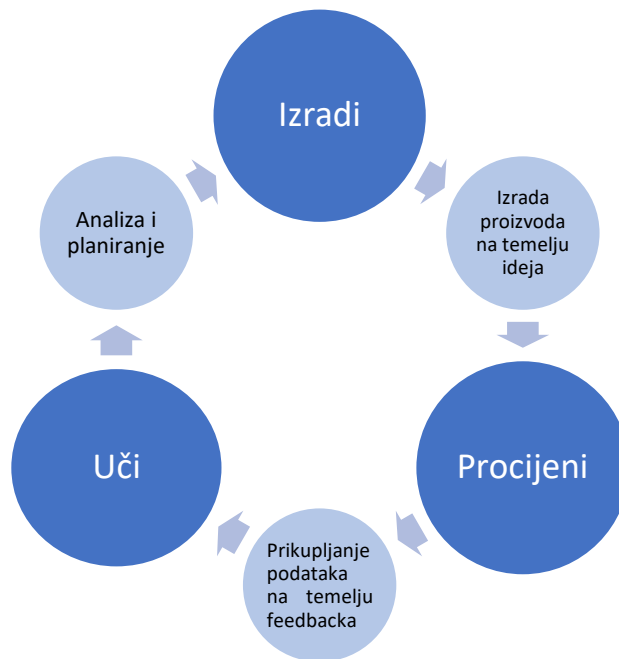 Izradi
Izrada
proizvoda
na temelju
ideja
Procijeni
Prikupljanje
podataka
na temelju
feedbacka
Uči
Analiza i
planiranje